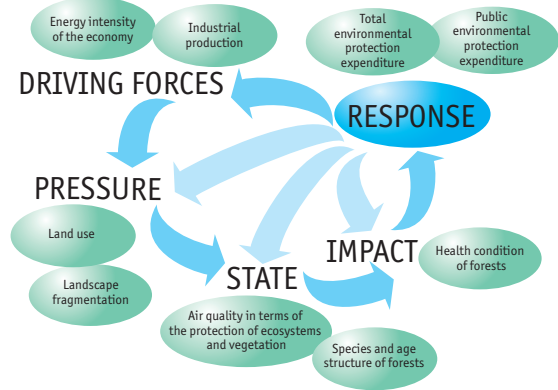 Energy intensity
of the economy
Industrial
production
Total
environmental
protection
expenditure
Public
environmental
protection
expenditure
DRIVING FORCES
RESPONSE
PRESSURE
Land use
Landscape
fragmentation
IMPACT
Health condition
of forests
STATE
Air quality in terms of
the protection of ecosystems
and vegetation
Species and age
structure of forests